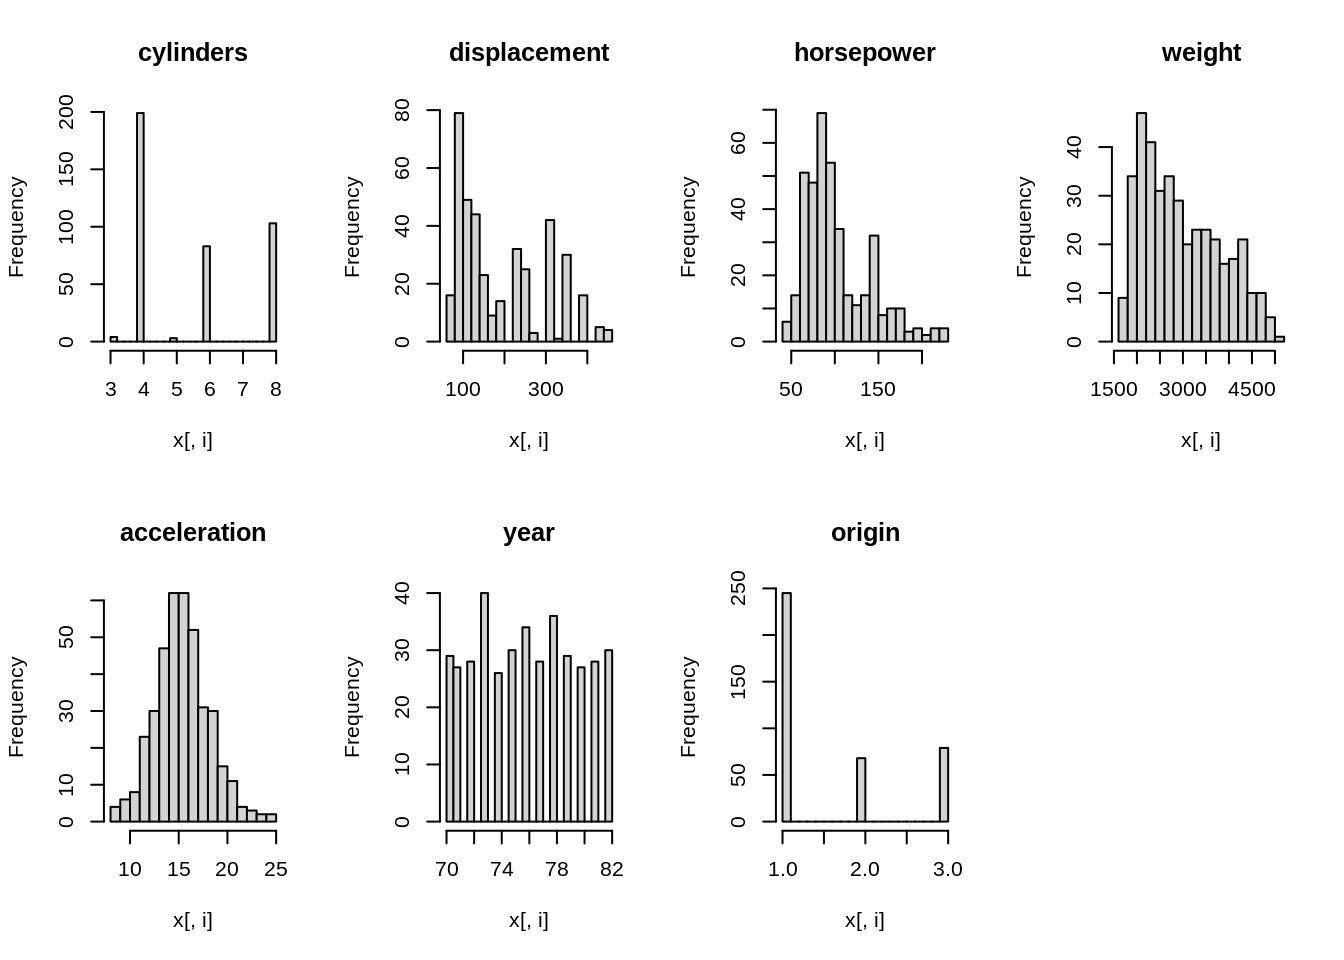 cylinders
Frequency
0 50 100 150 200
3 4 5 6 7 8
x[, i]
displacement
Frequency
0 20 40 60 80
100 300
x[, i]
horsepower
Frequency
0 20 40 60
50 150
x[, i]
weight
Frequency
0 10 20 30 40
1500 3000 4500
x[, i]
acceleration
Frequency
0 10 30 50
10 15 20 25
x[, i]
year
Frequency
0 10 20 30 40
70 74 78 82
x[, i]
origin
Frequency
0 50 150 250
1.0 2.0 3.0
x[, i]